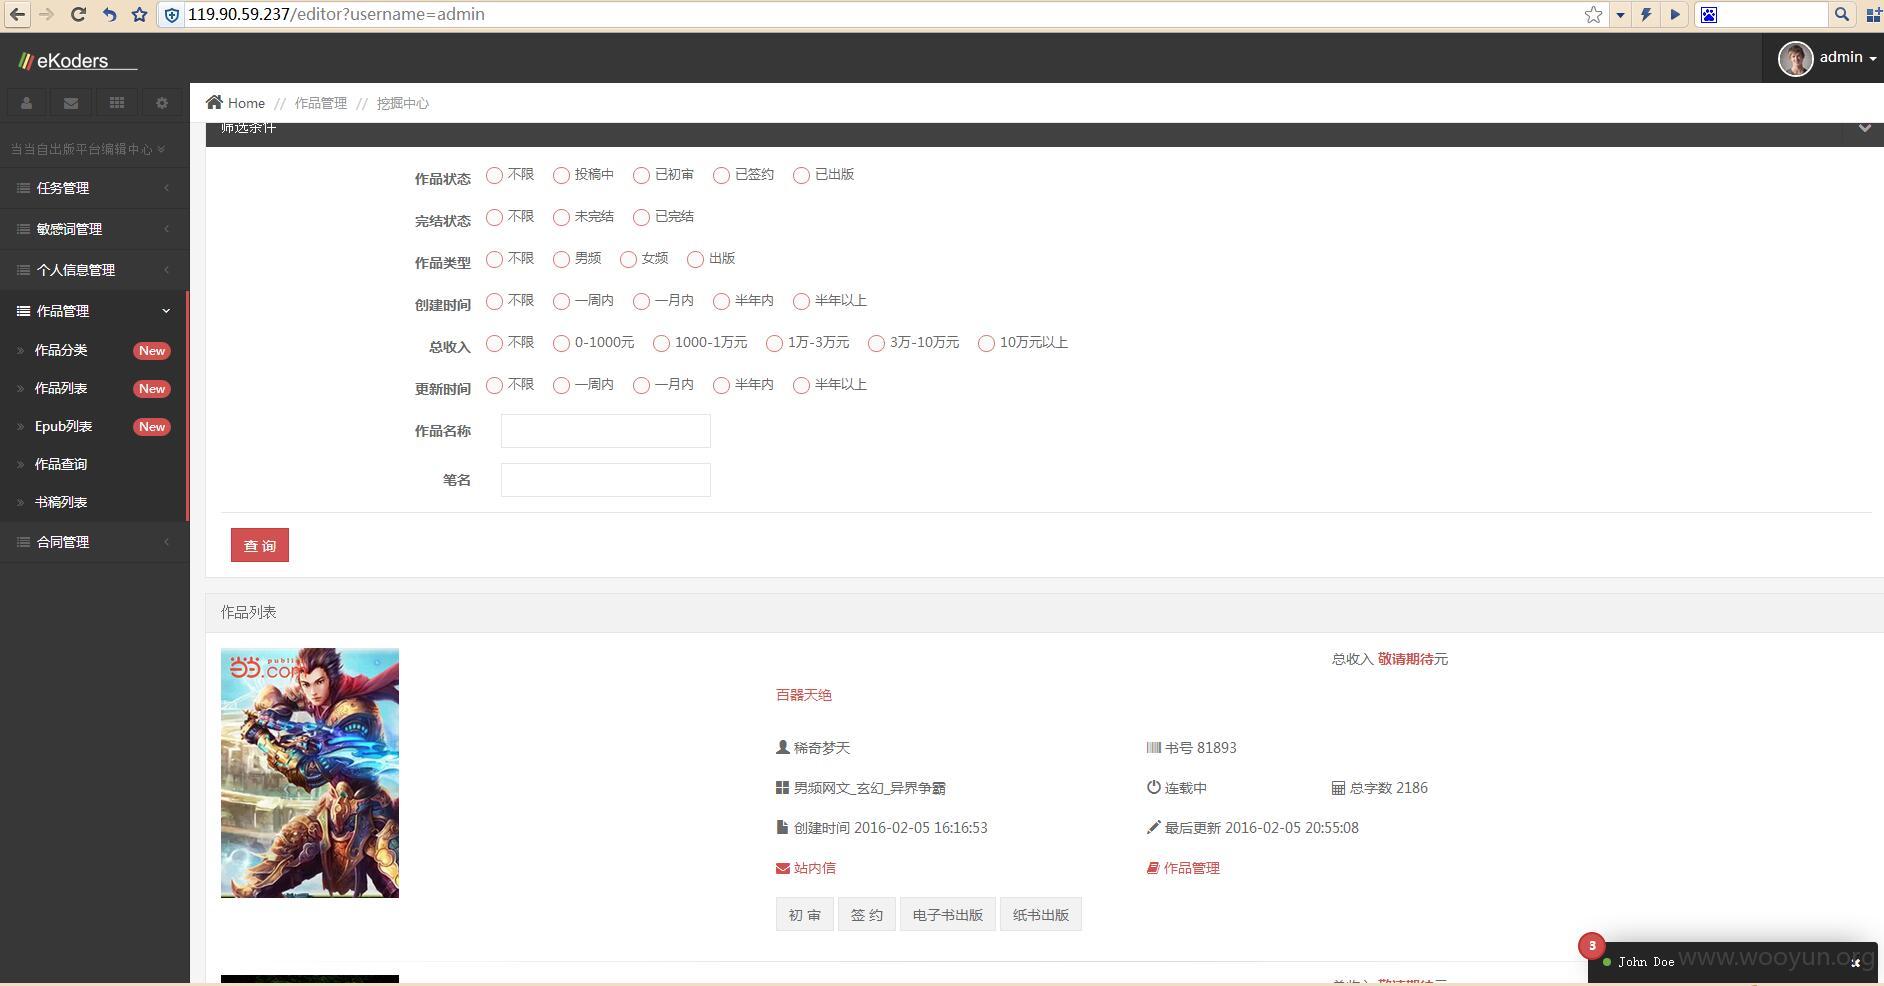 119.90.59.237/editor?username=admin
eKoders
admin
Home // 作品管理 // 挖掘中心
筛选条件
当当自出版平台编辑中心
任务管理
敏感词管理
个人信息管理
作品管理
作品分类 New
作品列表 New
Epub列表 New
作品查询
书稿列表
合同管理
作品状态 不限 投稿中 已初审 已签约 已出版
完结状态 不限 未完结 已完结
作品类型 不限 男频 女频 出版
创建时间 不限 一周内 一月内 半年内 半年以上
总收入 不限 0-1000元 1000-1万元 1万-3万元 3万-10万元 10万元以上
更新时间 不限 一周内 一月内 半年内 半年以上
作品名称
笔名
查 询
作品列表
当当 publi
.com
总收入 敬请期待元
百器天绝
稀奇梦天 书号 81893
男频网文_玄幻_异界争霸 连载中 总字数 2186
创建时间 2016-02-05 16:16:53 最后更新 2016-02-05 20:55:08
站内信 作品管理
初 审 签 约 电子书出版 纸书出版
3
John Doe
www.wooyun.org
总收入 敬请期待元